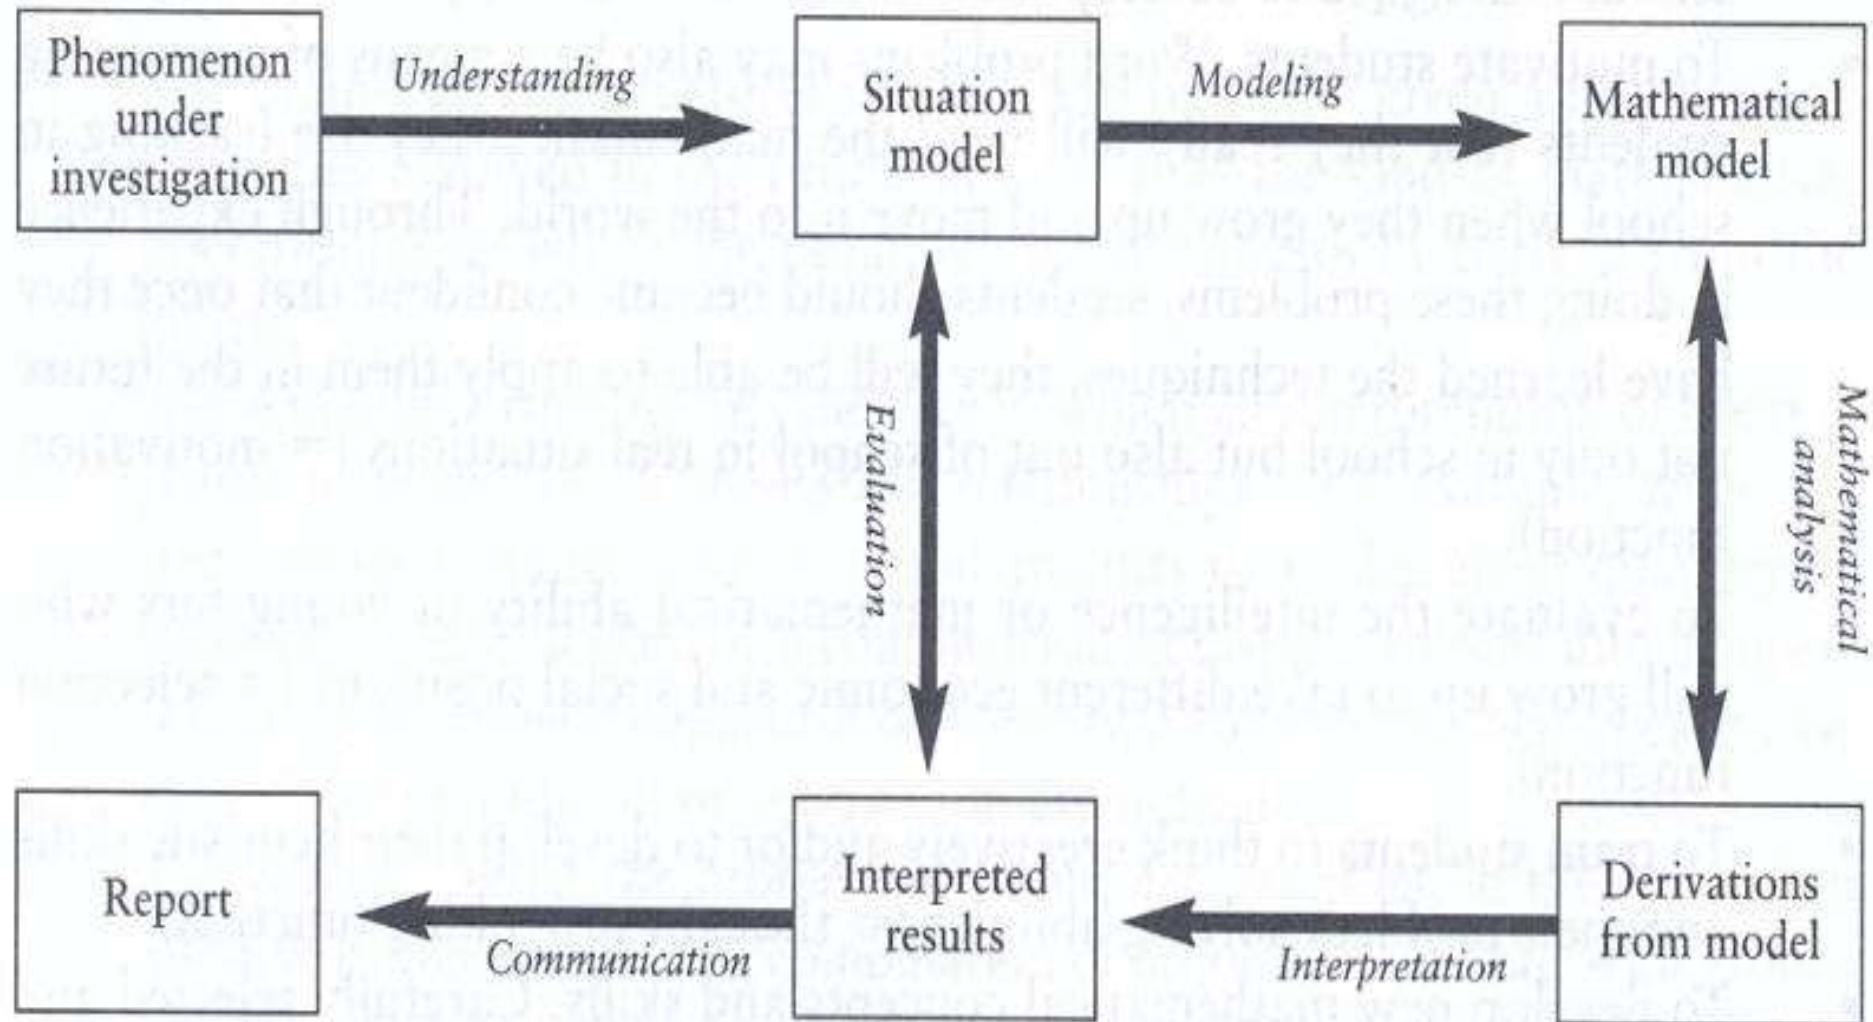 Phenomenon
under
investigation
Understanding
Situation
model
Modeling
Mathematical
model
Evaluation
Mathematical
analysis
Report
Communication
Interpreted
results
Interpretation
Derivations
from model